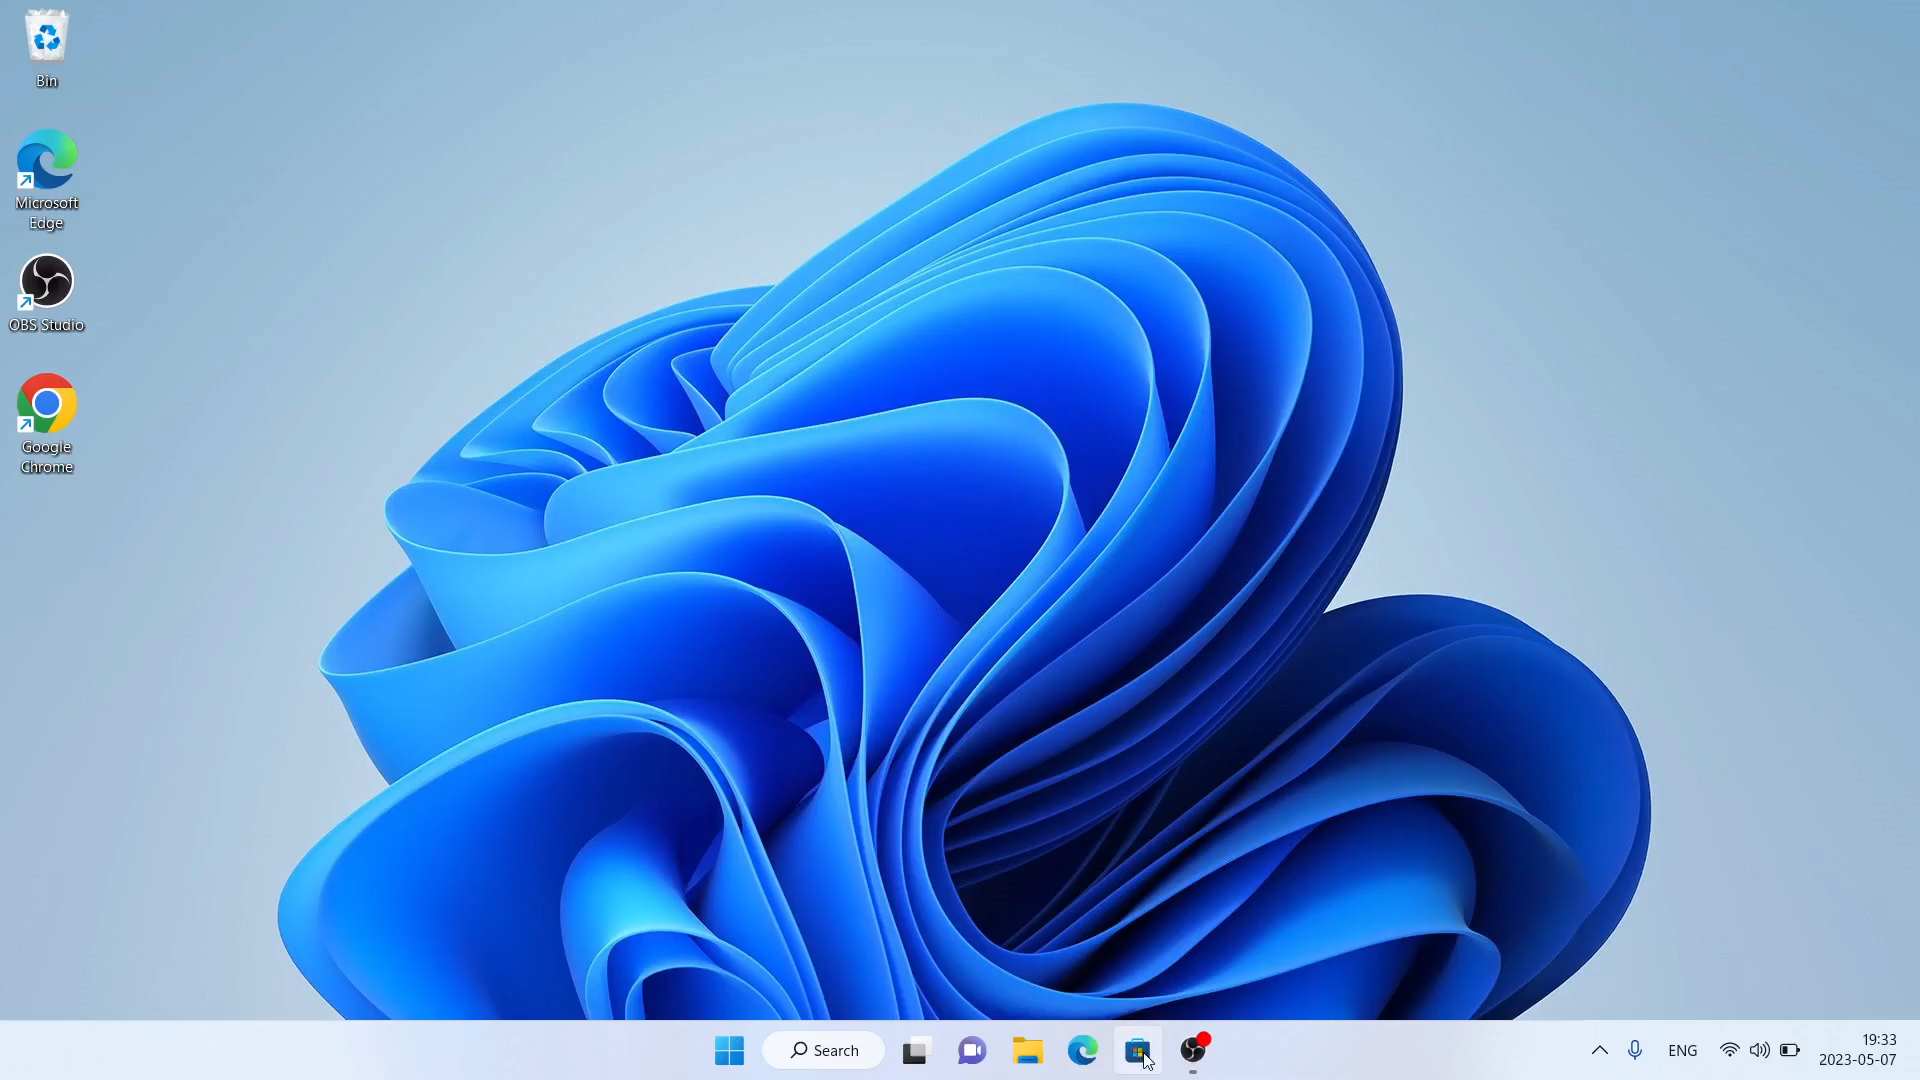 Bin
Microsoft
Edge
OBS Studio
Google
Chrome
Search
ENG
19:33
2023-05-07